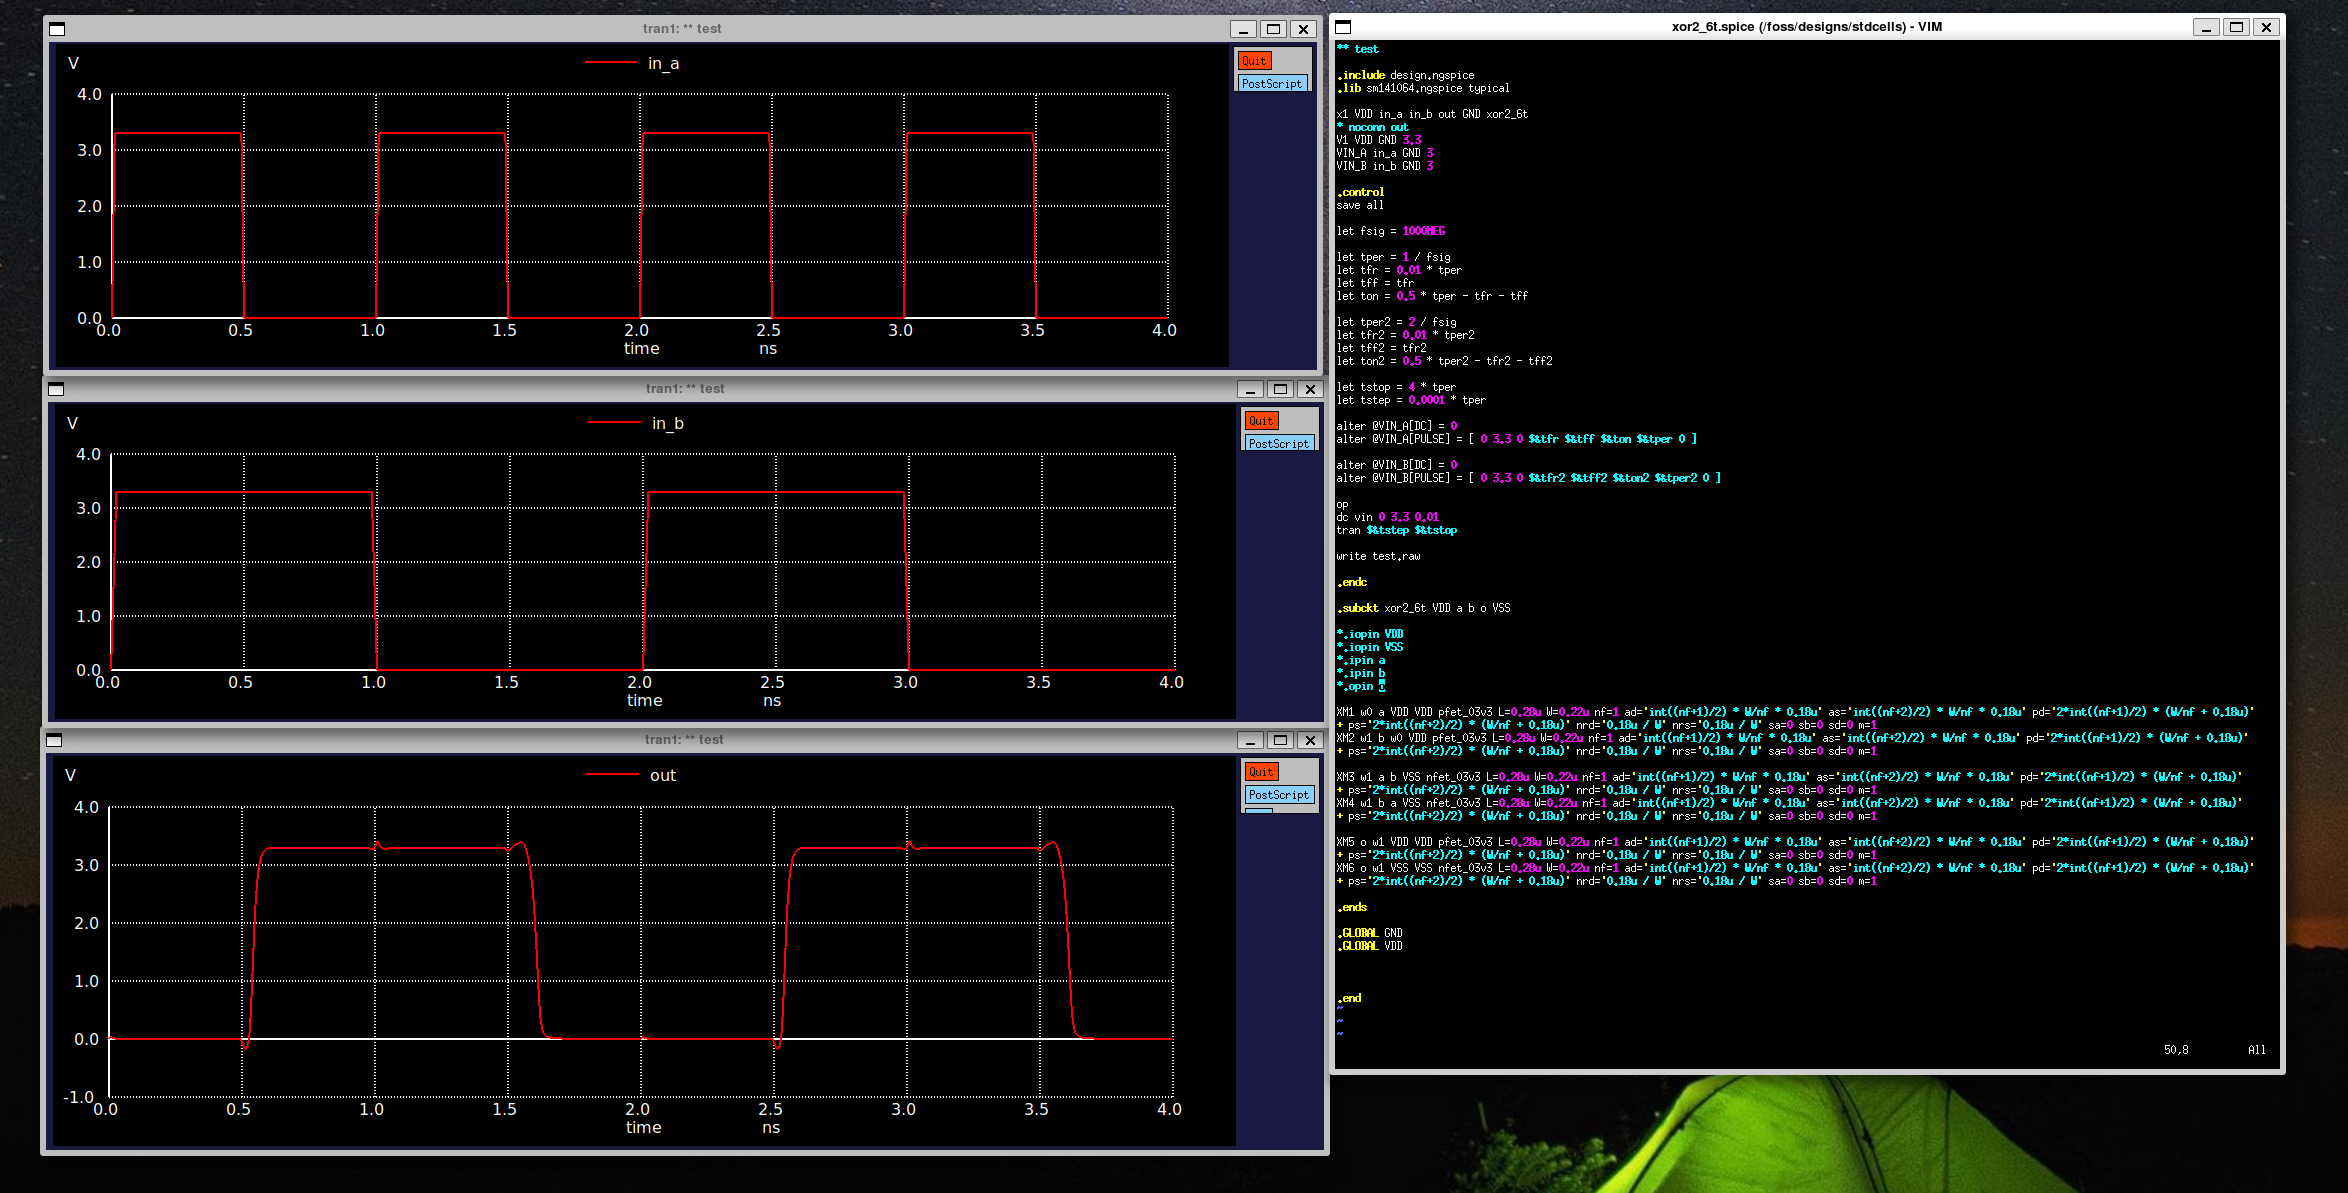 tran1: ** test
V
in_a
Quit
PostScript
4.0
3.0
2.0
1.0
0.0
0.0 0.5 1.0 1.5 2.0 2.5 3.0 3.5 4.0
time ns
tran1: ** test
V
in_b
Quit
PostScript
4.0
3.0
2.0
1.0
0.0
0.0 0.5 1.0 1.5 2.0 2.5 3.0 3.5 4.0
time ns
tran1: ** test
V
out
Quit
PostScript
4.0
3.0
2.0
1.0
0.0
-1.0
0.0 0.5 1.0 1.5 2.0 2.5 3.0 3.5 4.0
time ns
xor2_6t.spice (/foss/designs/stdcells) - VIM
** test
.include design.ngspice
.lib sm141064.ngspice typical
x1 VDD in_a in_b out GND xor2_6t
* noconn out
V1 VDD GND 3.3
VIN_A in_a GND 3
VIN_B in_b GND 3
.control
save all
let fsig = 1000MEG
let tper = 1 / fsig
let tfr = 0.01 * tper
let tff = tfr
let ton = 0.5 * tper - tfr - tff
let tper2 = 2 / fsig
let tfr2 = 0.01 * tper2
let tff2 = tfr2
let ton2 = 0.5 * tper2 - tfr2 - tff2
let tstop = 4 * tper
let tstep = 0.0001 * tper
alter @VIN_A[DC] = 0
alter @VIN_A[PULSE] = [ 0 3.3 0 $&tfr $&tff $&ton $&tper 0 ]
alter @VIN_B[DC] = 0
alter @VIN_B[PULSE] = [ 0 3.3 0 $&tfr2 $&tff2 $&ton2 $&tper2 0 ]
op
dc vin 0 3.3 0.01
tran $&tstep $&tstop
write test.raw
.endc
.subckt xor2_6t VDD a b o VSS
*.iopin VDD
*.iopin VSS
*.ipin a
*.ipin b
*.opin o
XM1 w0 a VDD VDD pfet_03v3 L=0.28u W=0.22u nf=1 ad='int((nf+1)/2) * W/nf * 0.18u' as='int((nf+2)/2) * W/nf * 0.18u' pd='2*int((nf+1)/2) * (W/nf + 0.18u)'
+ ps='2*int((nf+2)/2) * (W/nf + 0.18u)' nrd='0.18u / W' nrs='0.18u / W' sa=0 sb=0 sd=0 m=1
XM2 w1 b w0 VDD pfet_03v3 L=0.28u W=0.22u nf=1 ad='int((nf+1)/2) * W/nf * 0.18u' as='int((nf+2)/2) * W/nf * 0.18u' pd='2*int((nf+1)/2) * (W/nf + 0.18u)'
+ ps='2*int((nf+2)/2) * (W/nf + 0.18u)' nrd='0.18u / W' nrs='0.18u / W' sa=0 sb=0 sd=0 m=1
XM3 w1 a b VSS nfet_03v3 L=0.28u W=0.22u nf=1 ad='int((nf+1)/2) * W/nf * 0.18u' as='int((nf+2)/2) * W/nf * 0.18u' pd='2*int((nf+1)/2) * (W/nf + 0.18u)'
+ ps='2*int((nf+2)/2) * (W/nf + 0.18u)' nrd='0.18u / W' nrs='0.18u / W' sa=0 sb=0 sd=0 m=1
XM4 w1 b a VSS nfet_03v3 L=0.28u W=0.22u nf=1 ad='int((nf+1)/2) * W/nf * 0.18u' as='int((nf+2)/2) * W/nf * 0.18u' pd='2*int((nf+1)/2) * (W/nf + 0.18u)'
+ ps='2*int((nf+2)/2) * (W/nf + 0.18u)' nrd='0.18u / W' nrs='0.18u / W' sa=0 sb=0 sd=0 m=1
XM5 o w1 VDD VDD pfet_03v3 L=0.28u W=0.22u nf=1 ad='int((nf+1)/2) * W/nf * 0.18u' as='int((nf+2)/2) * W/nf * 0.18u' pd='2*int((nf+1)/2) * (W/nf + 0.18u)'
+ ps='2*int((nf+2)/2) * (W/nf + 0.18u)' nrd='0.18u / W' nrs='0.18u / W' sa=0 sb=0 sd=0 m=1
XM6 o w1 VSS VSS nfet_03v3 L=0.28u W=0.22u nf=1 ad='int((nf+1)/2) * W/nf * 0.18u' as='int((nf+2)/2) * W/nf * 0.18u' pd='2*int((nf+1)/2) * (W/nf + 0.18u)'
+ ps='2*int((nf+2)/2) * (W/nf + 0.18u)' nrd='0.18u / W' nrs='0.18u / W' sa=0 sb=0 sd=0 m=1
.ends
.GLOBAL GND
.GLOBAL VDD
.end
~
~
~
50,8 All